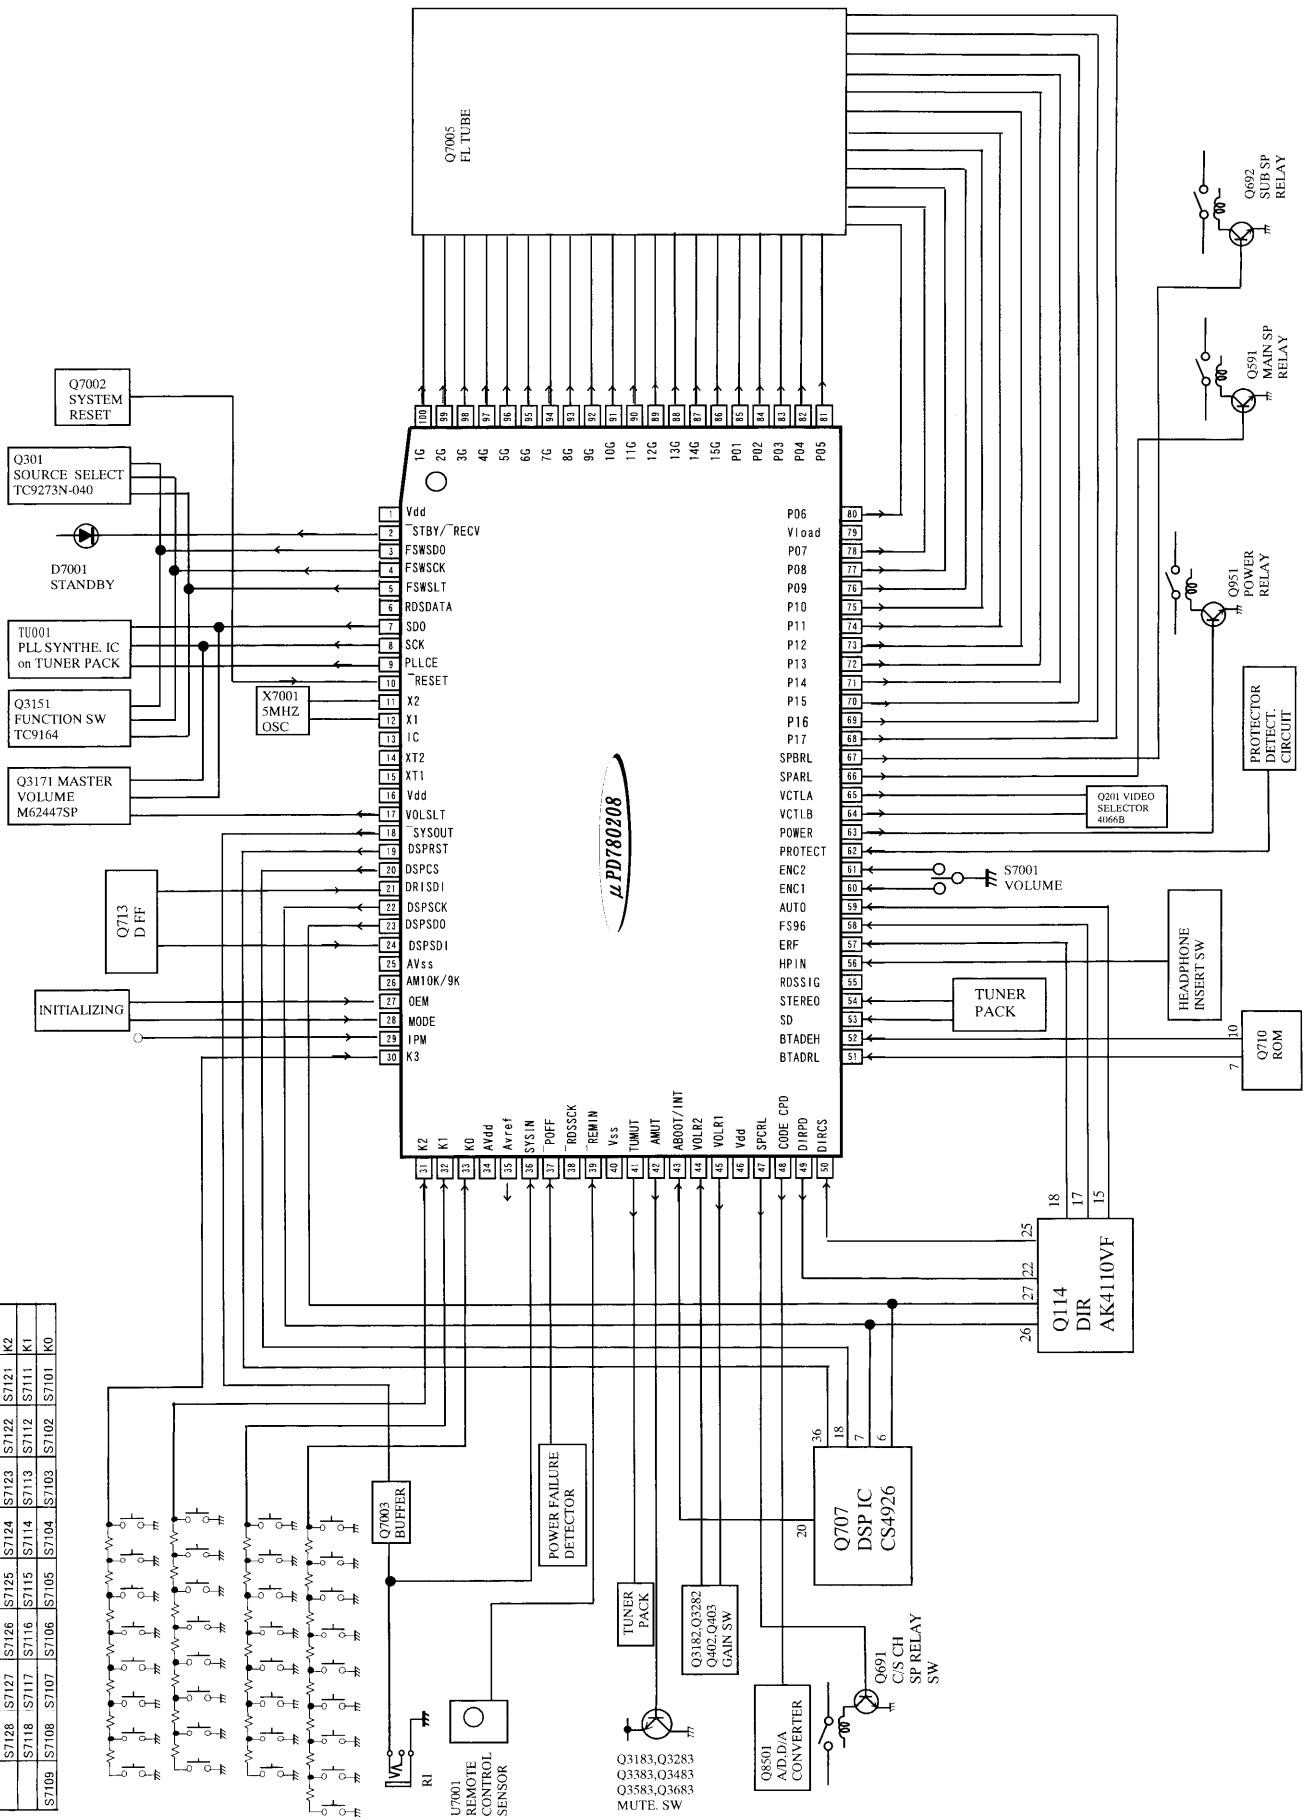 Q7005
FL TUBE
Q692
SUB SP
RELAY
Q591
MAIN SP
RELAY
Q951
POWER
RELAY
PROTECTOR
DETECT.
CIRCUIT
Q7002
SYSTEM
RESET
Q301
SOURCE SELECT
TC9273N-040
D7001
STANDBY
TU001
PLL SYNTHE. IC
on TUNER PACK
Q3151
FUNCTION SW
TC9164
Q3171 MASTER
VOLUME
M62447SP
X7001
5MHZ
OSC
Q713
D FF
INITIALIZING
100 99 98 97 96 95 94 93 92 91 90 89 88 87 86 85 84 83 82 81
1G 2G 3G 4G 5G 6G 7G 8G 9G 10G 11G 12G 13G 14G 15G P01 P02 P03 P04 P05
1 Vdd
2 ‾STBY/‾RECV
3 FSWSDO
4 FSWSCK
5 FSWSLT
6 RDSDATA
7 SDO
8 SCK
9 PLLCE
10 ‾RESET
11 X2
12 X1
13 IC
14 XT2
15 XT1
16 Vdd
17 VOLSLT
18 ‾SYSOUT
19 DSPRST
20 DSPCS
21 DRISDI
22 DSPSCK
23 DSPSDO
24 DSPSDI
25 AVss
26 AM10K/9K
27 OEM
28 MODE
29 IPM
30 K3
μPD780208
P06 80
Vload 79
P07 78
P08 77
P09 76
P10 75
P11 74
P12 73
P13 72
P14 71
P15 70
P16 69
P17 68
SPBRL 67
SPARL 66
VCTLA 65
VCTLB 64
POWER 63
PROTECT 62
ENC2 61
ENC1 60
AUTO 59
FS96 58
ERF 57
HPIN 56
RDSSIG 55
STEREO 54
SD 53
BTADEH 52
BTADRL 51
Q201 VIDEO
SELECTOR
4066B
S7001
VOLUME
HEADPHONE
INSERT SW
TUNER
PACK
10
7
Q710
ROM
K2 K1 K0 AVdd Avref SYSIN ‾POFF ‾RDSSCK ‾REMIN Vss TUMUT AMUT ABOOT/INT VOLR2 VOLR1 Vdd SPCRL CODE CPD DIRPD DIRCS
31 32 33 34 35 36 37 38 39 40 41 42 43 44 45 46 47 48 49 50
18 17 15
25 22 27 26
Q114
DIR
AK4110VF
36 18 7 6
20
Q707
DSP IC
CS4926
Q7003
BUFFER
POWER FAILURE
DETECTOR
TUNER
PACK
Q3182,Q3282
Q402,Q403
GAIN SW
Q691
C/S CH
SP RELAY
SW
Q8501
A/D,D/A
CONVERTER
Q3183,Q3283
Q3383,Q3483
Q3583,Q3683
MUTE. SW
U7001
REMOTE
CONTROL
SENSOR
RI
S7128 S7127 S7126 S7125 S7124 S7123 S7122 S7121 K2
S7118 S7117 S7116 S7115 S7114 S7113 S7112 S7111 K1
S7109 S7108 S7107 S7106 S7105 S7104 S7103 S7102 S7101 K0